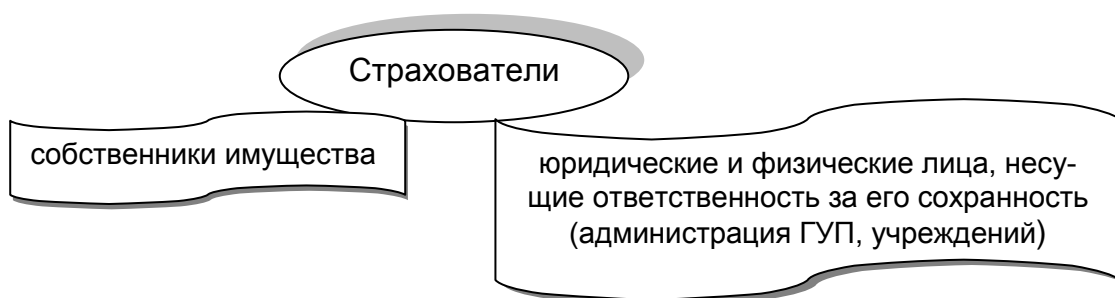 Страхователи
собственники имущества
юридические и физические лица, несу-
щие ответственность за его сохранность
(администрация ГУП, учреждений)